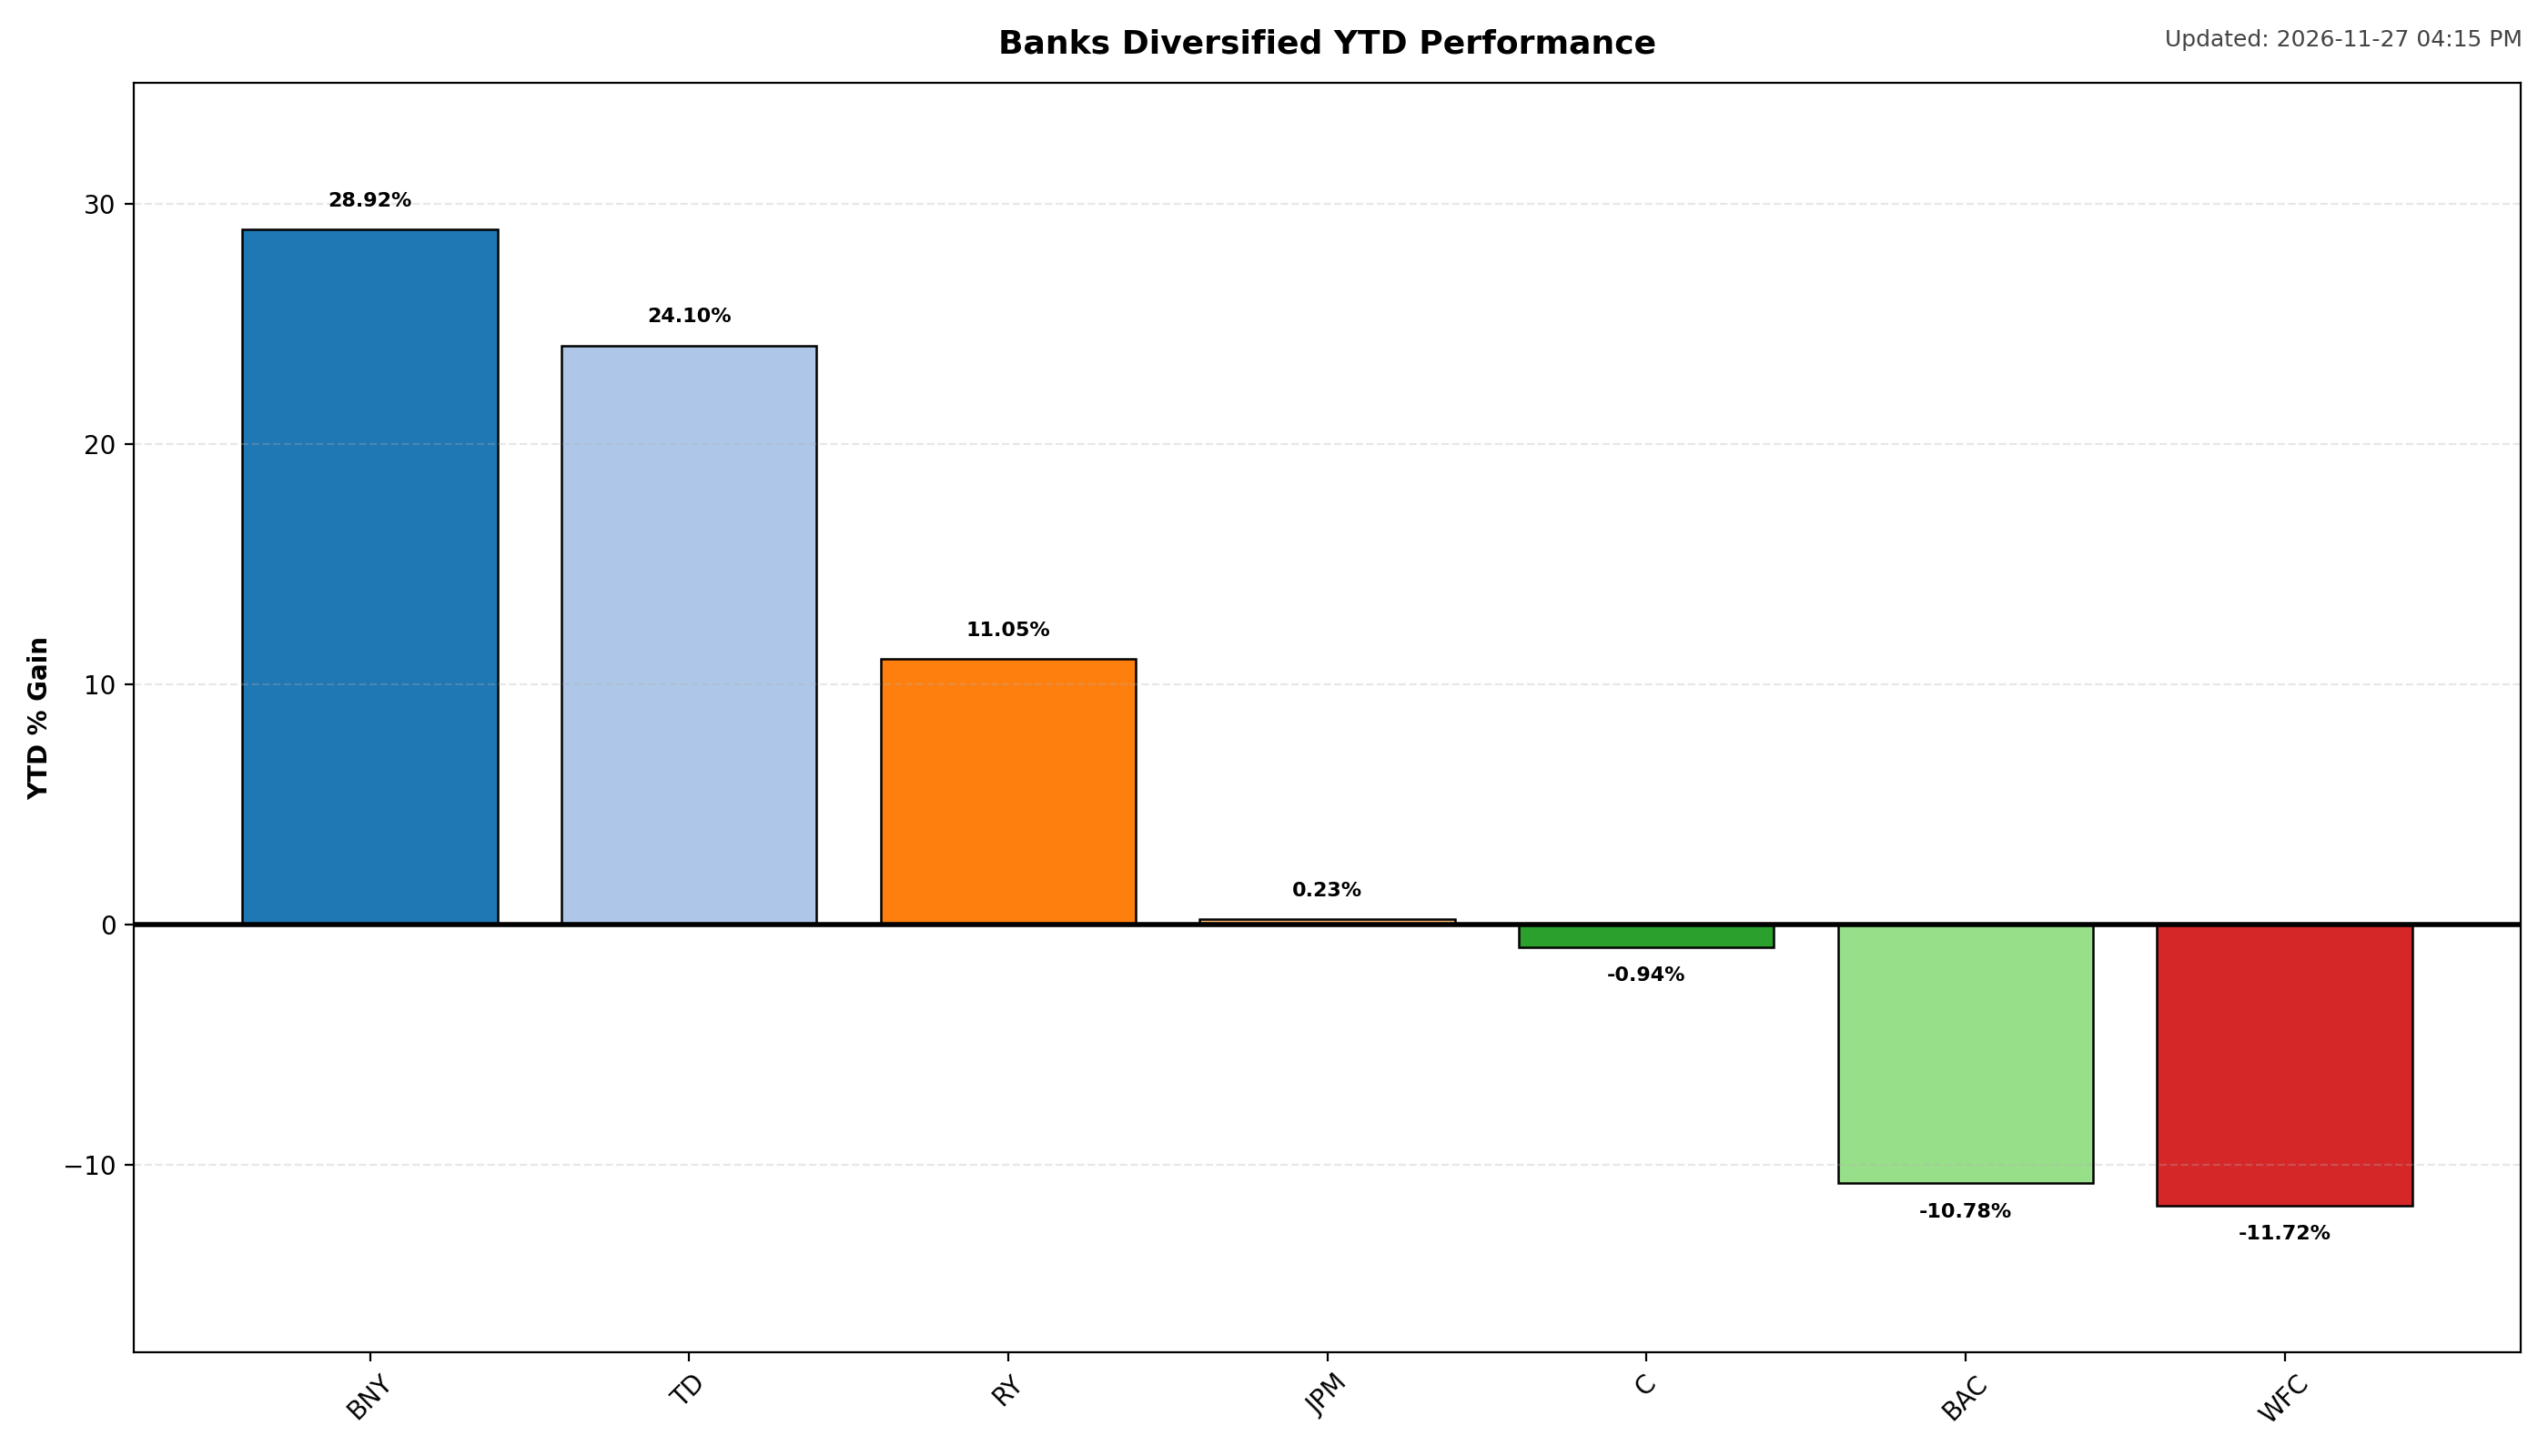 Banks Diversified YTD Performance
Updated: 2026-11-27 04:15 PM
YTD % Gain
30
20
10
0
−10
28.92%
24.10%
11.05%
0.23%
-0.94%
-10.78%
-11.72%
BNY
TD
RY
JPM
C
BAC
WFC